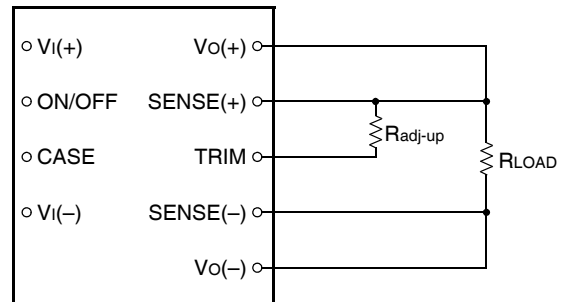 VI(+) VO(+)
ON/OFF SENSE(+)
Radj-up
CASE TRIM
RLOAD
VI(–) SENSE(–)
VO(–)